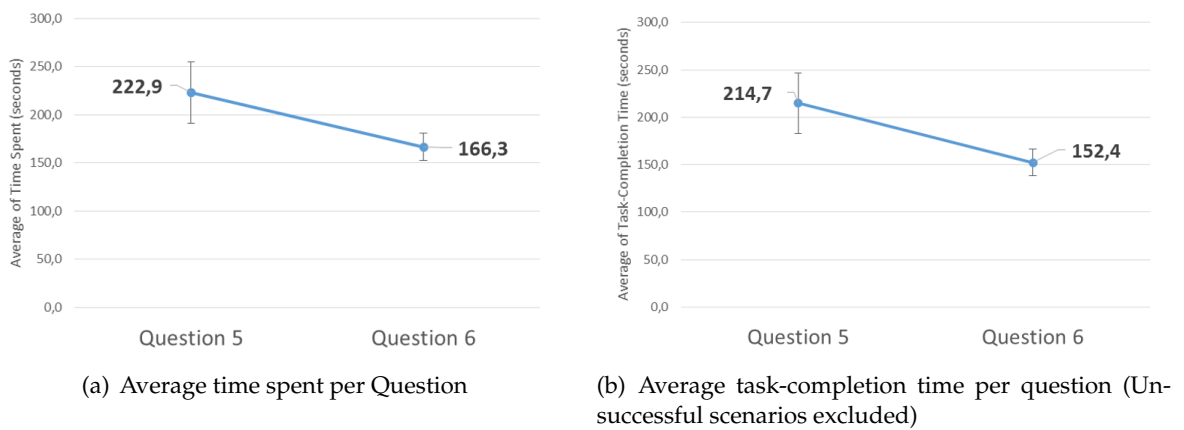 Average of Time Spent (seconds)
300,0
250,0
200,0
150,0
100,0
50,0
0,0
222,9
166,3
Question 5
Question 6
(a) Average time spent per Question
Average of Task-Completion Time (seconds)
300,0
250,0
200,0
150,0
100,0
50,0
0,0
214,7
152,4
Question 5
Question 6
(b) Average task-completion time per question (Un-
successful scenarios excluded)